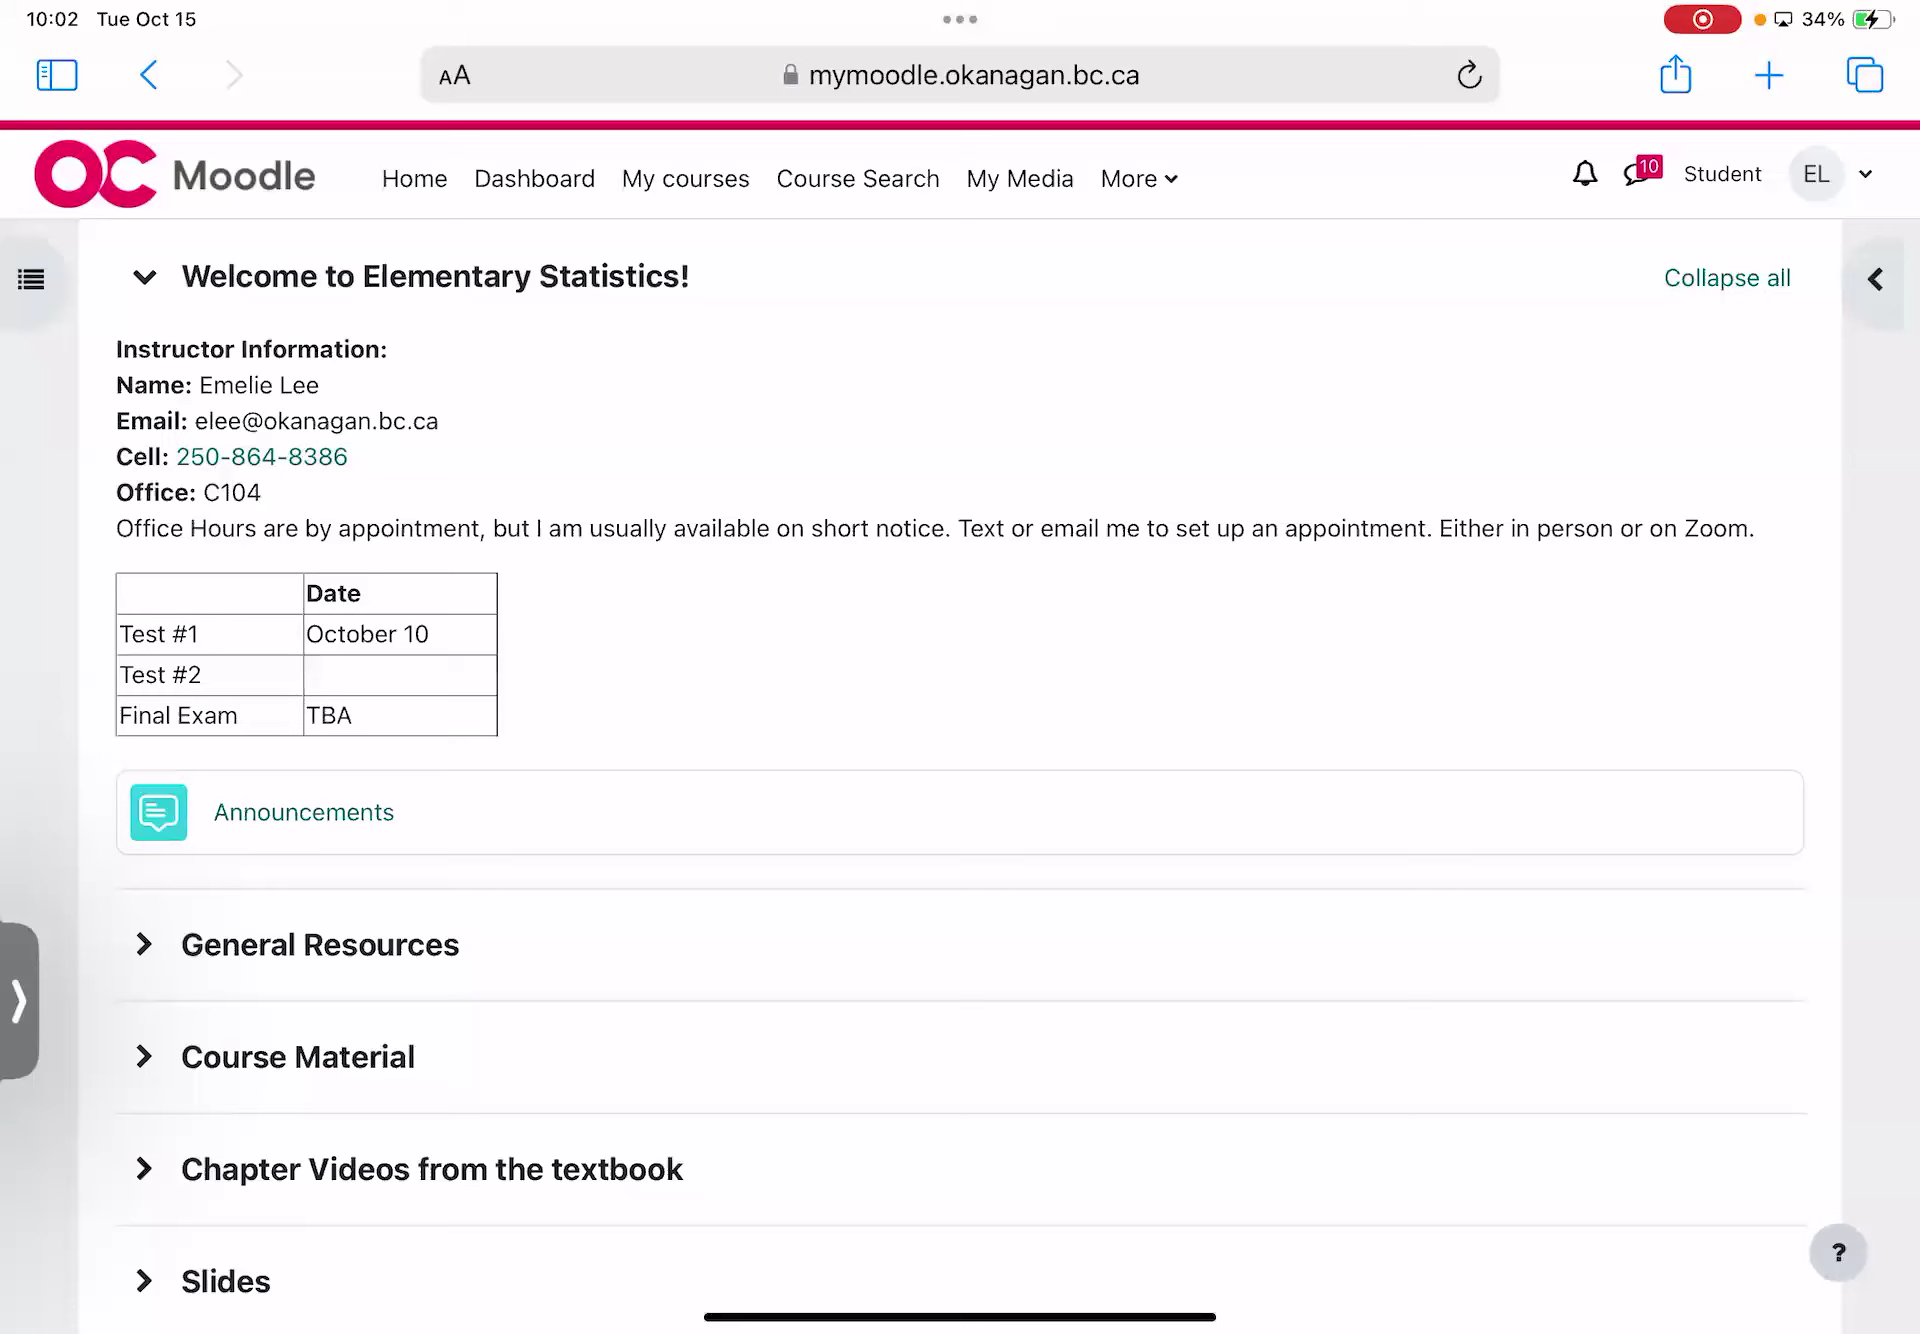 10:02 Tue Oct 15
34%
AA
mymoodle.okanagan.bc.ca
OC Moodle
Home Dashboard My courses Course Search My Media More
10
Student
EL
Welcome to Elementary Statistics!
Collapse all
Instructor Information:
Name: Emelie Lee
Email: elee@okanagan.bc.ca
Cell: 250-864-8386
Office: C104
Office Hours are by appointment, but I am usually available on short notice. Text or email me to set up an appointment. Either in person or on Zoom.
Date
Test #1 October 10
Test #2
Final Exam TBA
Announcements
General Resources
Course Material
Chapter Videos from the textbook
?
Slides